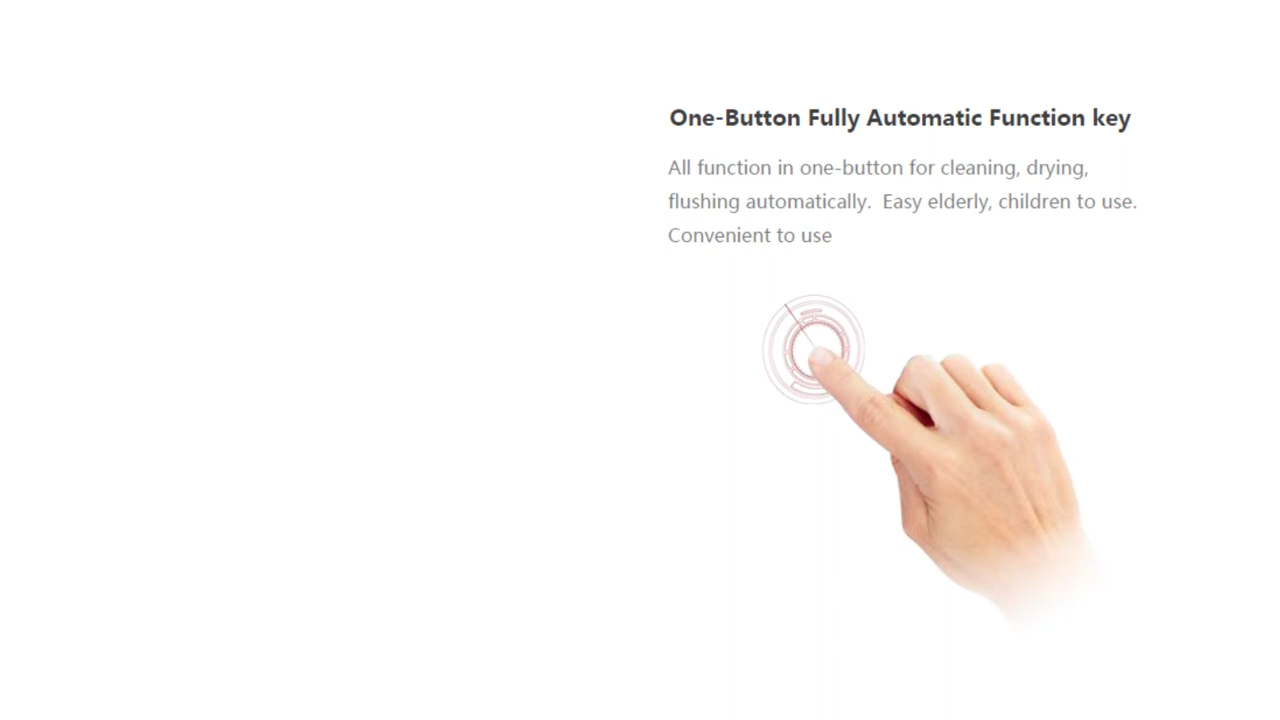 One-Button Fully Automatic Function key
All function in one-button for cleaning, drying,
flushing automatically.  Easy elderly, children to use.
Convenient to use